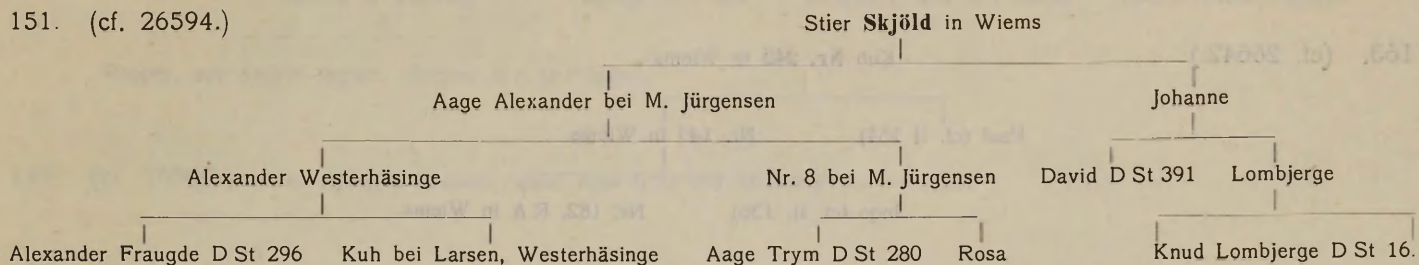 151. (cf. 26594.) Stier Skjöld in Wiems
Aage Alexander bei M. Jürgensen Johanne
Alexander Westerhäsinge Nr. 8 bei M. Jürgensen David D St 391 Lombjerge
Alexander Fraugde D St 296 Kuh bei Larsen, Westerhäsinge Aage Trym D St 280 Rosa Knud Lombjerge D St 16.